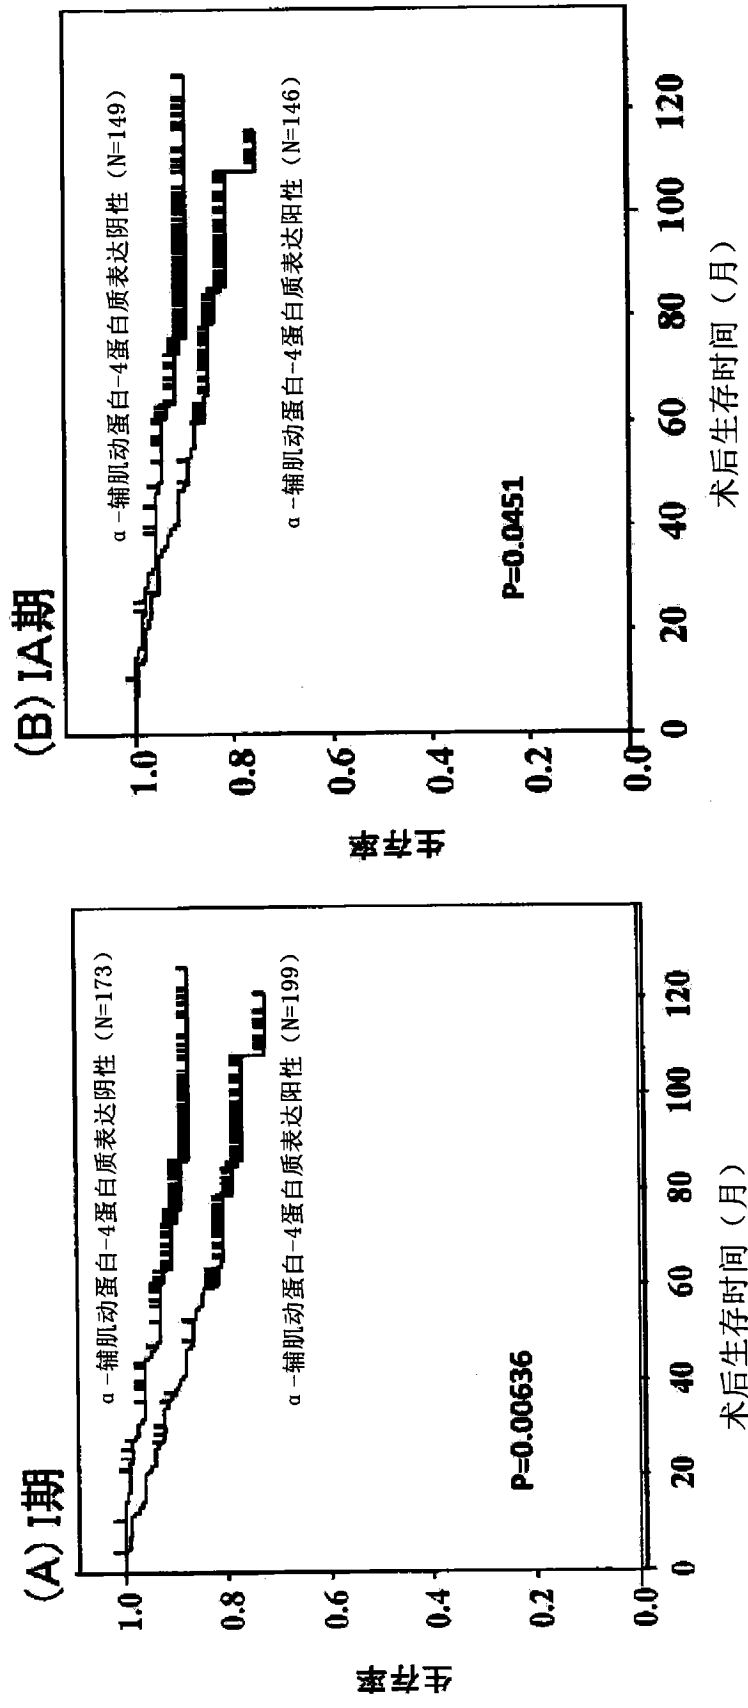 (A) I期
生存率
1.0
0.8
0.6
0.4
0.2
0.0
α-辅肌动蛋白-4蛋白质表达阴性（N=173）
α-辅肌动蛋白-4蛋白质表达阳性（N=199）
P=0.00636
0 20 40 60 80 100 120
术后生存时间（月）
(B) IA期
生存率
1.0
0.8
0.6
0.4
0.2
0.0
α-辅肌动蛋白-4蛋白质表达阴性（N=149）
α-辅肌动蛋白-4蛋白质表达阳性（N=146）
P=0.0451
0 20 40 60 80 100 120
术后生存时间（月）